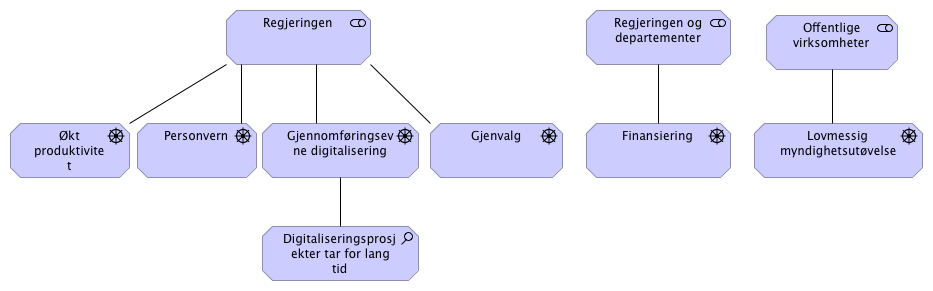 Regjeringen
Regjeringen og
departementer
Offentlige
virksomheter
Økt
produktivite
t
Personvern
Gjennomføringsev
ne digitalisering
Gjenvalg
Finansiering
Lovmessig
myndighetsutøvelse
Digitaliseringsprosj
ekter tar for lang
tid